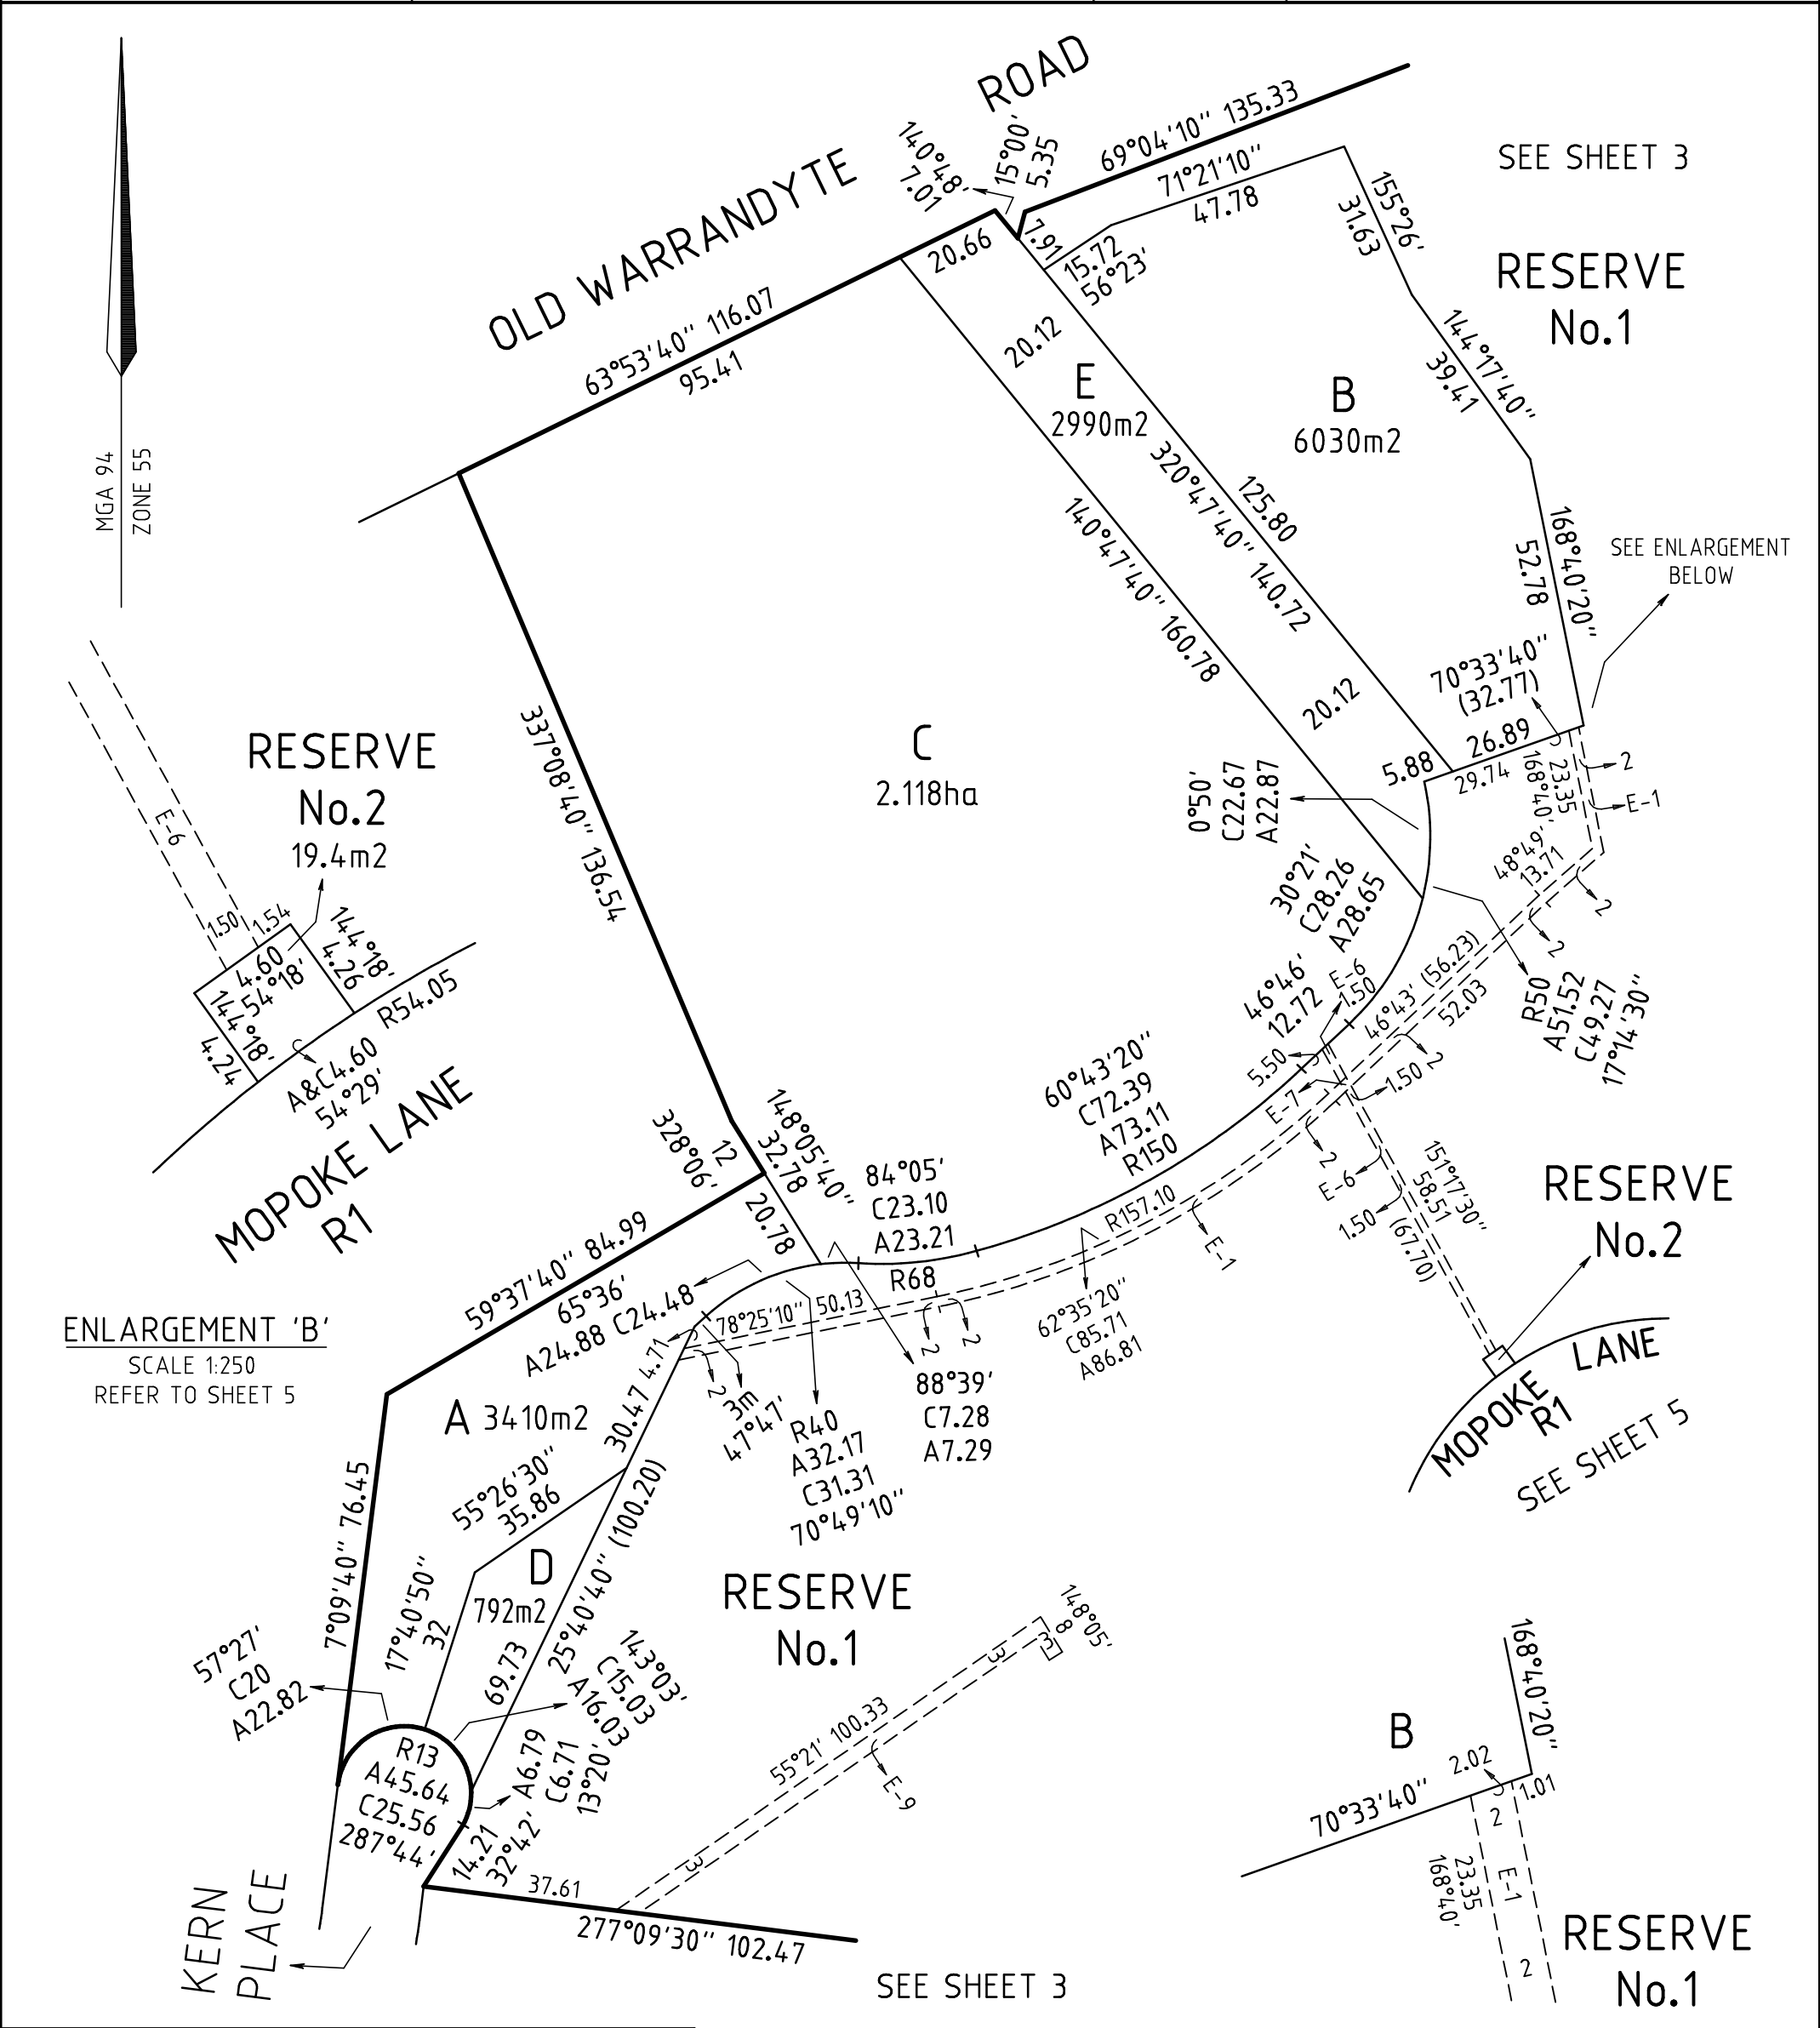 OLD WARRANDYTE ROAD
140°48'
7.01
15°00'
5.35
69°04'10" 135.33
71°21'10"
47.78
SEE SHEET 3
155°26'
31.63
RESERVE
No.1
20.66
7.91
15.72
56°23'
63°53'40" 116.07
95.41
20.12
E
2990m2
B
6030m2
144°17'40"
39.41
MGA 94
ZONE 55
320°47'40" 140.72
125.80
140°47'40" 160.78
168°40'20"
52.78
SEE ENLARGEMENT
BELOW
70°33'40"
(32.77)
20.12
26.89
5.88
29.74
23.35
168°40'
2
E-1
337°08'40" 136.54
C
2.118ha
0°50'
C22.67
A22.87
RESERVE
No.2
19.4m2
E-6
1.50
1.54
4.60
54°18'
144°18'
4.26
144°18'
4.24
R54.05
A&C4.60
54°29'
MOPOKE LANE
R1
30°21'
C28.26
A28.65
48°49'
13.71
2
2
46°46'
12.72
E-6
1.50
46°43' (56.23)
52.03
R50
A51.52
C49.27
17°14'30"
5.50
2
1.50
E-7
2
60°43'20"
C72.39
A73.11
R150
E-6
1.50
151°17'30"
58.51
(67.70)
RESERVE
No.2
328°06'
12
148°05'40"
32.78
20.78
84°05'
C23.10
A23.21
R68
R157.10
E-1
59°37'40" 84.99
65°36'
A24.88 C24.48
78°25'10" 50.13
62°35'20"
C85.71
A86.81
ENLARGEMENT 'B'
SCALE 1:250
REFER TO SHEET 5
4.71
30.47
2
3m
47°47'
R40
A32.17
C31.31
70°49'10"
2
2
88°39'
C7.28
A7.29
MOPOKE LANE
R1
SEE SHEET 5
A 3410m2
55°26'30"
35.86
7°09'40" 76.45
17°40'50"
32
D
792m2
69.73
25°40'40" (100.20)
RESERVE
No.1
143°03'
C15.03
A16.03
57°27'
C20
A22.82
R13
A45.64
C25.56
287°44'
A6.79
C6.71
13°20'
14.21
32°42'
148°05'
8
3
3
55°21' 100.33
E-9
3
37.61
277°09'30" 102.47
KERN
PLACE
SEE SHEET 3
168°40'20"
B
2.02
1.01
70°33'40"
2
23.35
168°40'
E-1
2
RESERVE
No.1